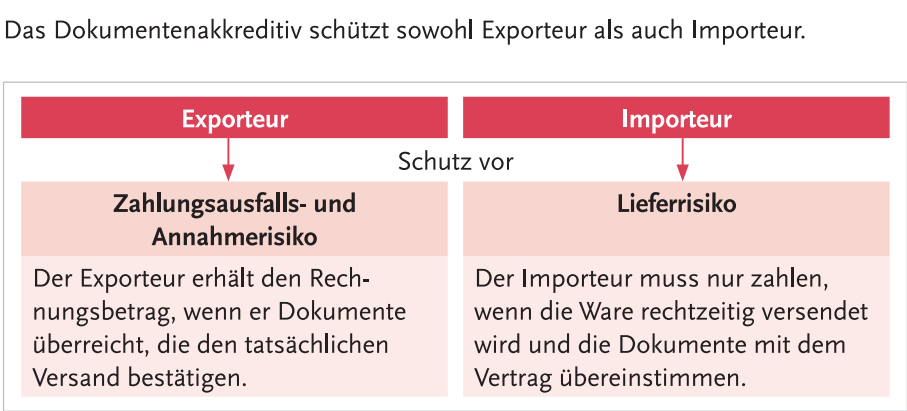 Das Dokumentenakkreditiv schützt sowohl Exporteur als auch Importeur.
Exporteur
Importeur
Schutz vor
Zahlungsausfalls- und
Annahmerisiko
Der Exporteur erhält den Rech-
nungsbetrag, wenn er Dokumente
überreicht, die den tatsächlichen
Versand bestätigen.
Lieferrisiko
Der Importeur muss nur zahlen,
wenn die Ware rechtzeitig versendet
wird und die Dokumente mit dem
Vertrag übereinstimmen.